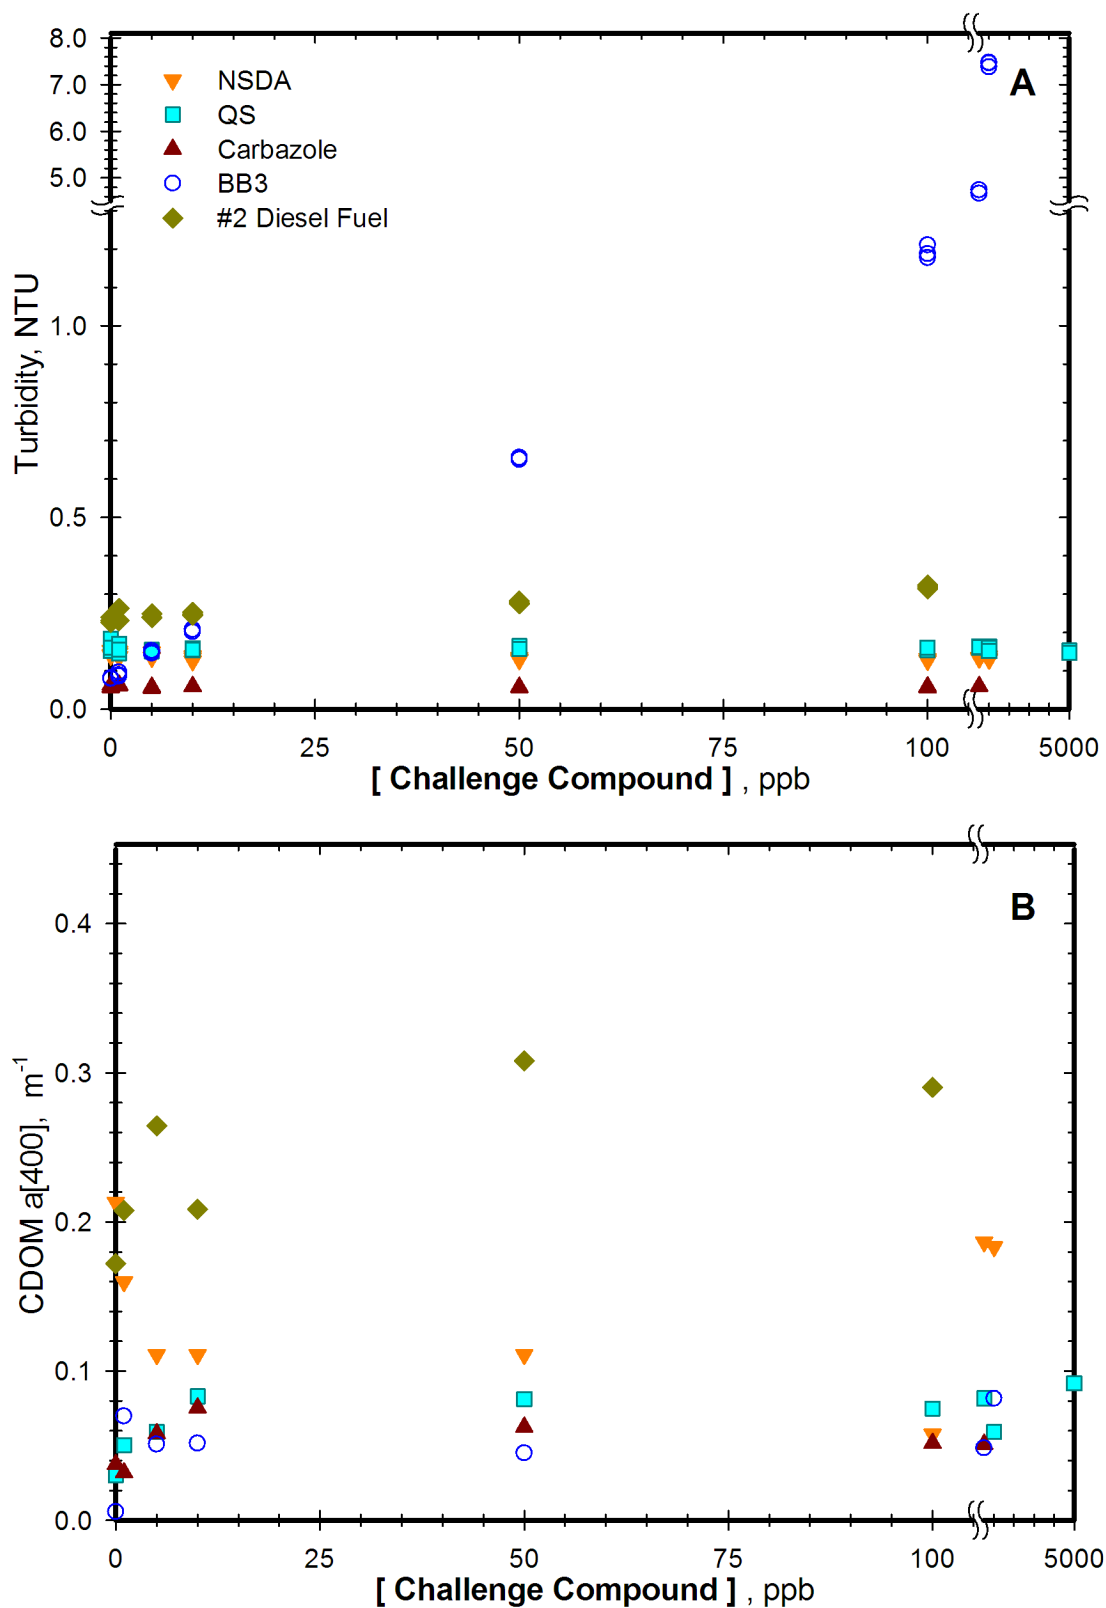 8.0
7.0
6.0
5.0
1.0
0.5
0.0
Turbidity, NTU
A
NSDA
QS
Carbazole
BB3
#2 Diesel Fuel
0 25 50 75 100 5000
[ Challenge Compound ] , ppb
B
0.4
0.3
0.2
0.1
0.0
CDOM a[400], m-1
0 25 50 75 100 5000
[ Challenge Compound ] , ppb